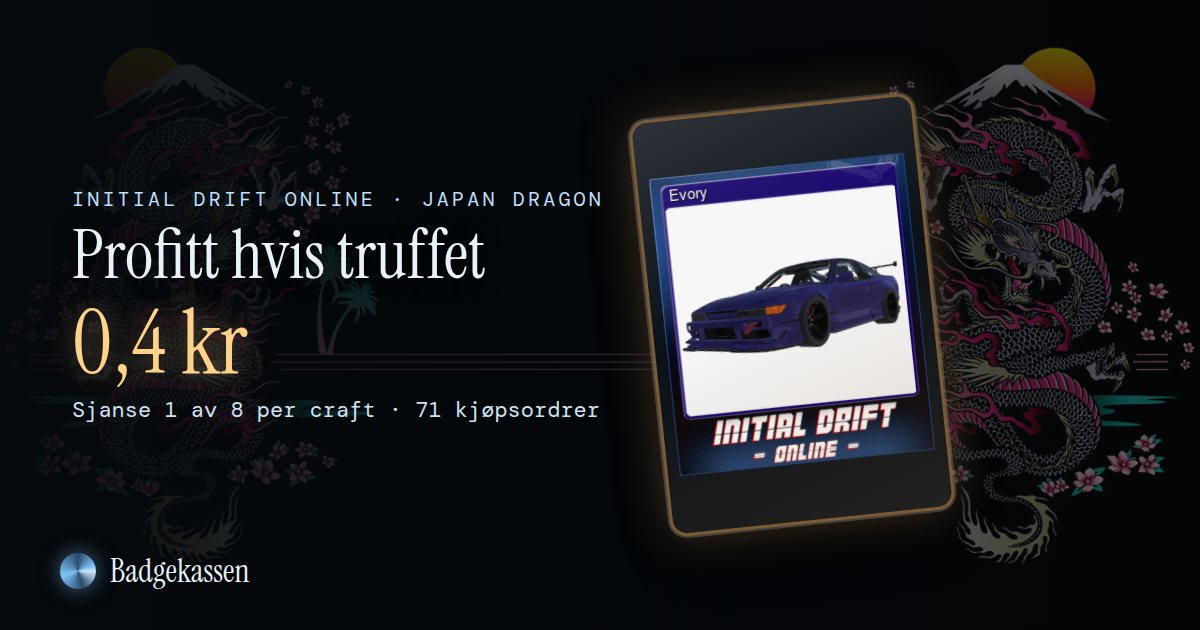 INITIAL DRIFT ONLINE · JAPAN DRAGON
Profitt hvis truffet
0,4 kr
Sjanse 1 av 8 per craft · 71 kjøpsordrer
Badgekassen
Evory
INITIAL DRIFT
- ONLINE -